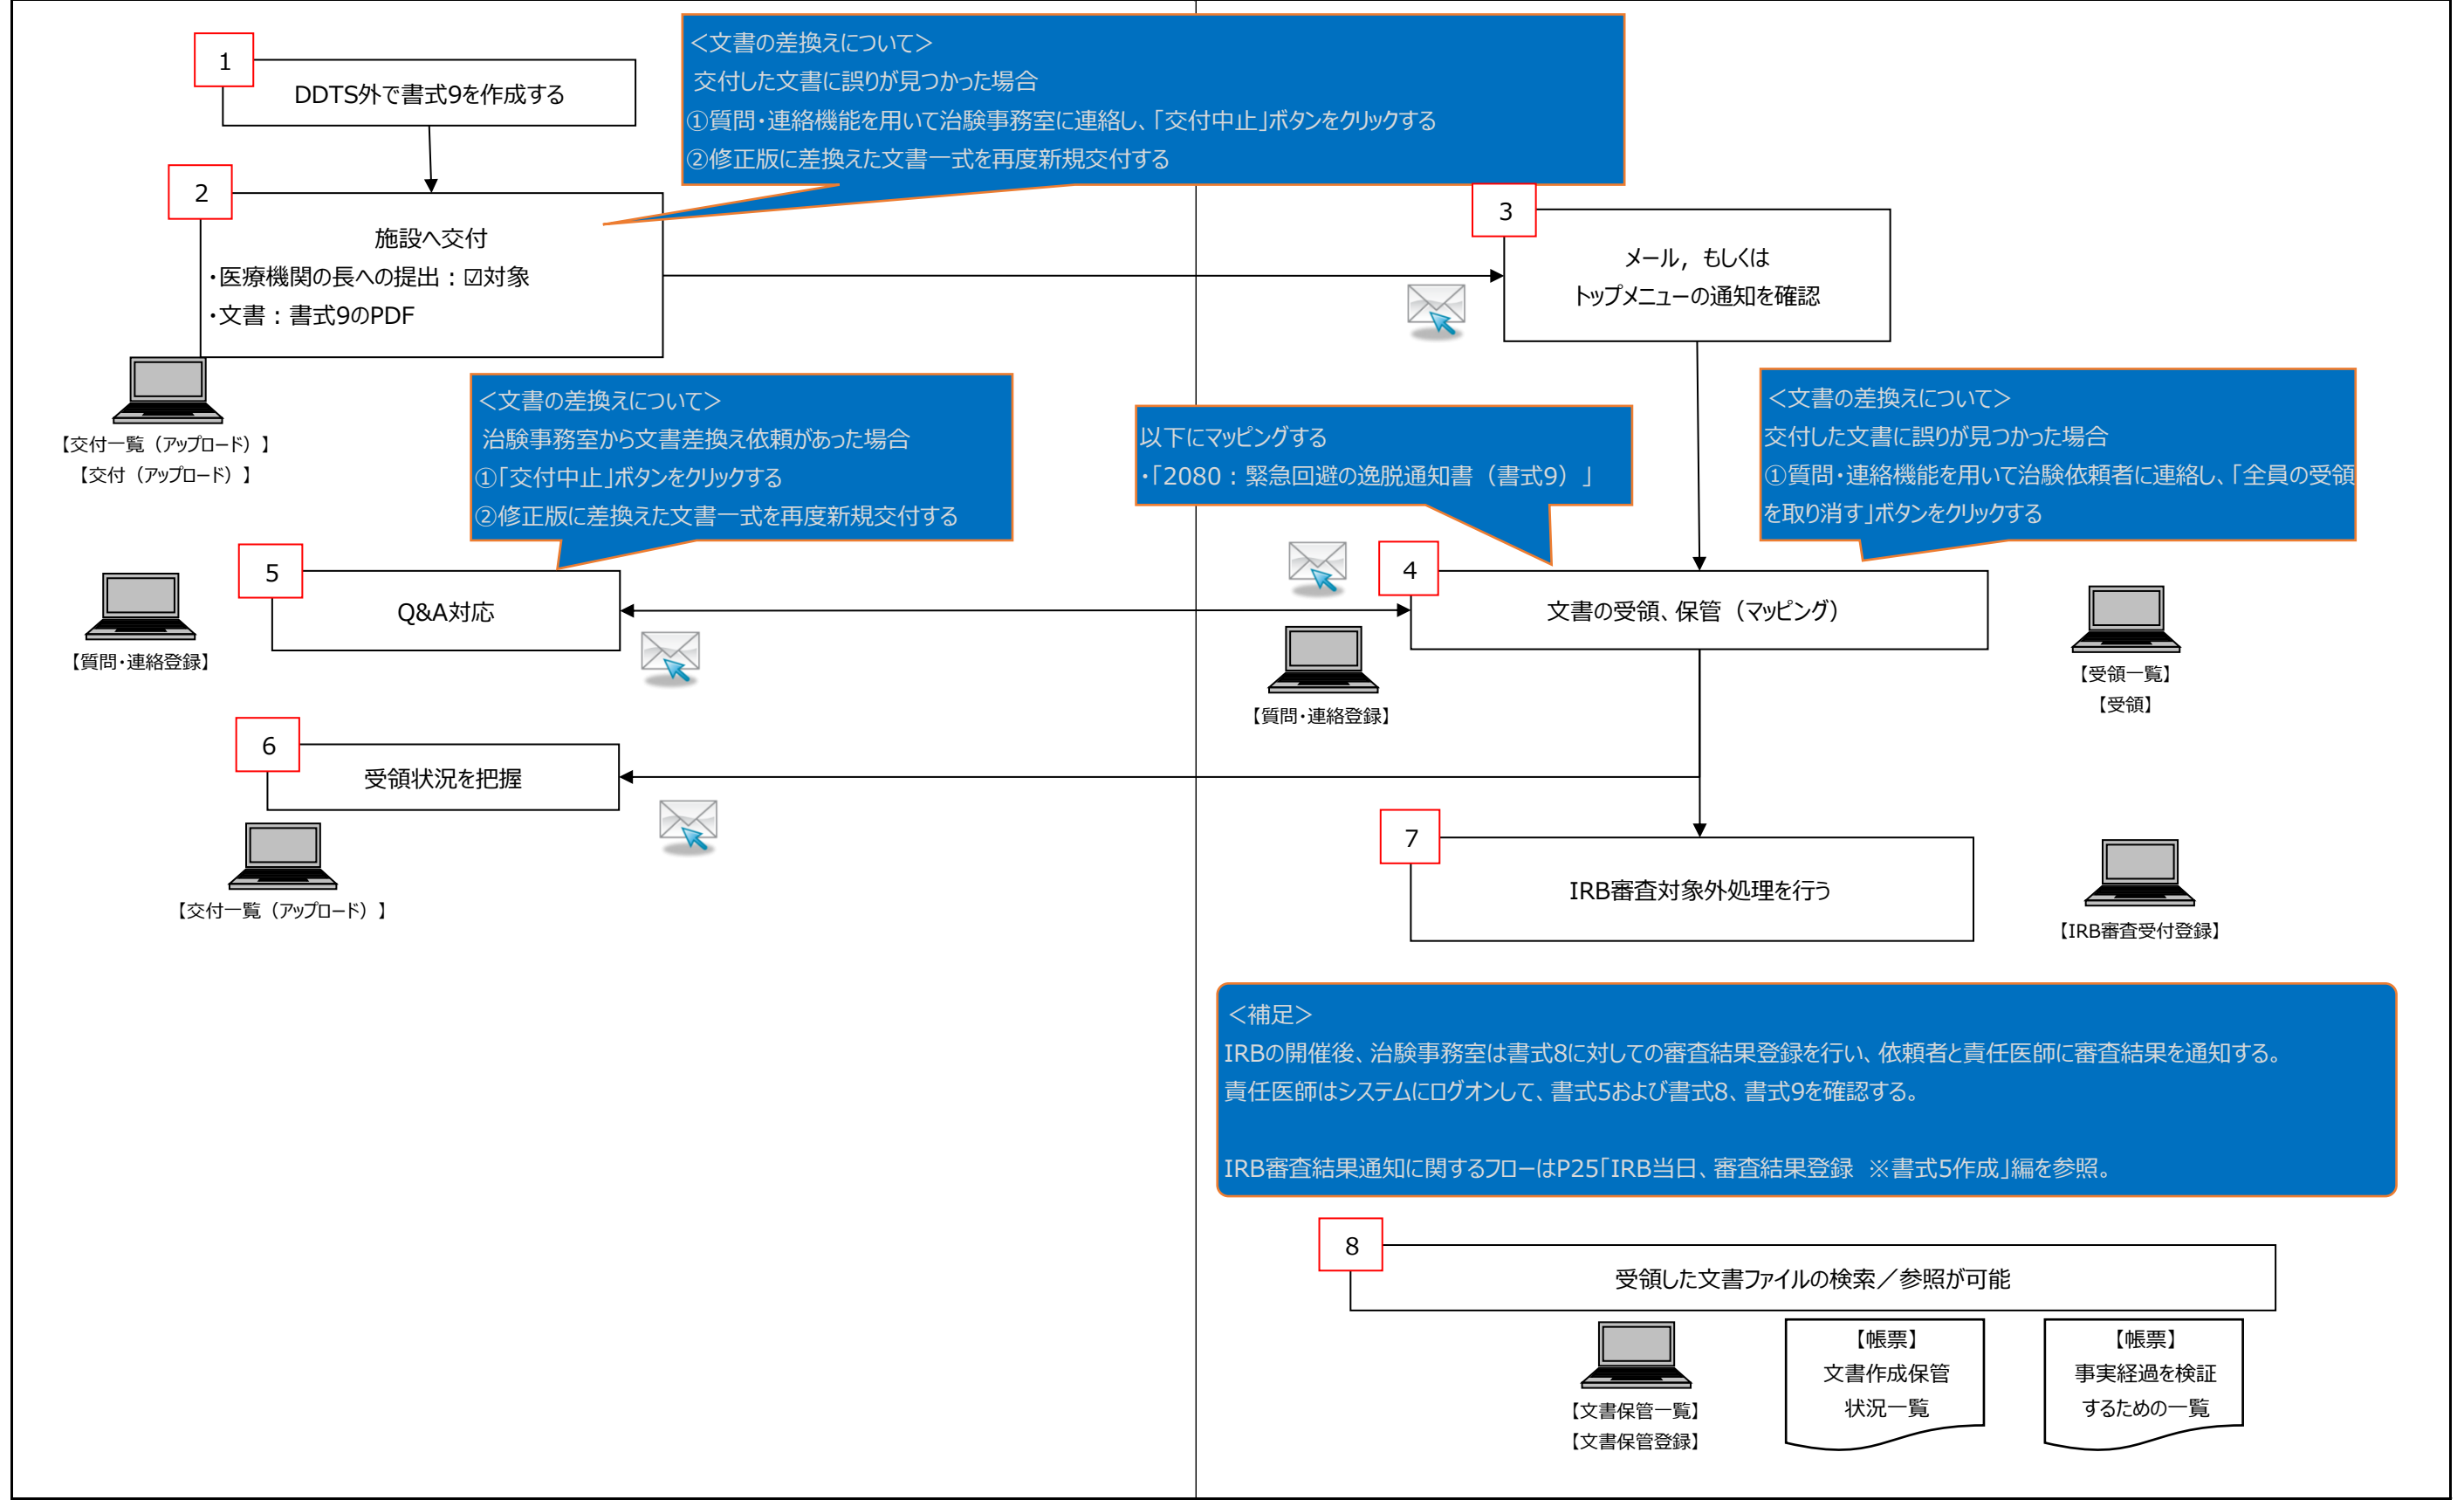 1
DDTS外で書式9を作成する
<文書の差換えについて>
交付した文書に誤りが見つかった場合
①質問・連絡機能を用いて治験事務室に連絡し、「交付中止」ボタンをクリックする
②修正版に差換えた文書一式を再度新規交付する
2
施設へ交付
・医療機関の長への提出：☑対象
・文書：書式9のPDF
【交付一覧（アップロード）】
【交付（アップロード）】
3
メール，もしくは
トップメニューの通知を確認
<文書の差換えについて>
治験事務室から文書差換え依頼があった場合
①「交付中止」ボタンをクリックする
②修正版に差換えた文書一式を再度新規交付する
以下にマッピングする
・「2080：緊急回避の逸脱通知書（書式9）」
<文書の差換えについて>
交付した文書に誤りが見つかった場合
①質問・連絡機能を用いて治験依頼者に連絡し、「全員の受領
を取り消す」ボタンをクリックする
5
Q&A対応
【質問・連絡登録】
4
文書の受領、保管（マッピング）
【質問・連絡登録】
【受領一覧】
【受領】
6
受領状況を把握
【交付一覧（アップロード）】
7
IRB審査対象外処理を行う
【IRB審査受付登録】
<補足>
IRBの開催後、治験事務室は書式8に対しての審査結果登録を行い、依頼者と責任医師に審査結果を通知する。
責任医師はシステムにログオンして、書式5および書式8、書式9を確認する。
IRB審査結果通知に関するフローはP25「IRB当日、審査結果登録　※書式5作成」編を参照。
8
受領した文書ファイルの検索／参照が可能
【文書保管一覧】
【文書保管登録】
【帳票】
文書作成保管
状況一覧
【帳票】
事実経過を検証
するための一覧